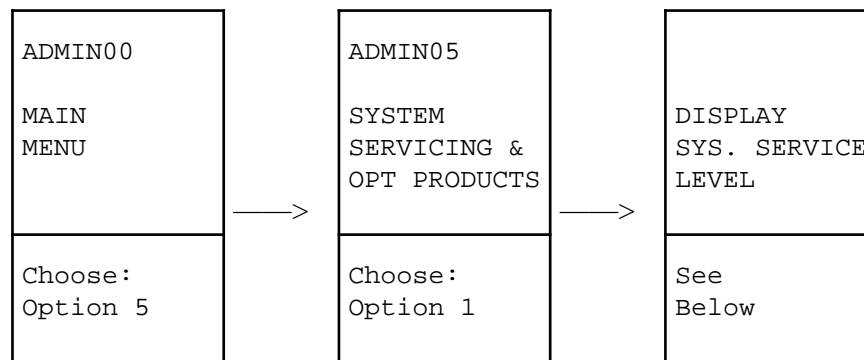 ADMIN00
MAIN
MENU
Choose:
Option 5
ADMIN05
SYSTEM
SERVICING &
OPT PRODUCTS
Choose:
Option 1
DISPLAY
SYS. SERVICE
LEVEL
See
Below